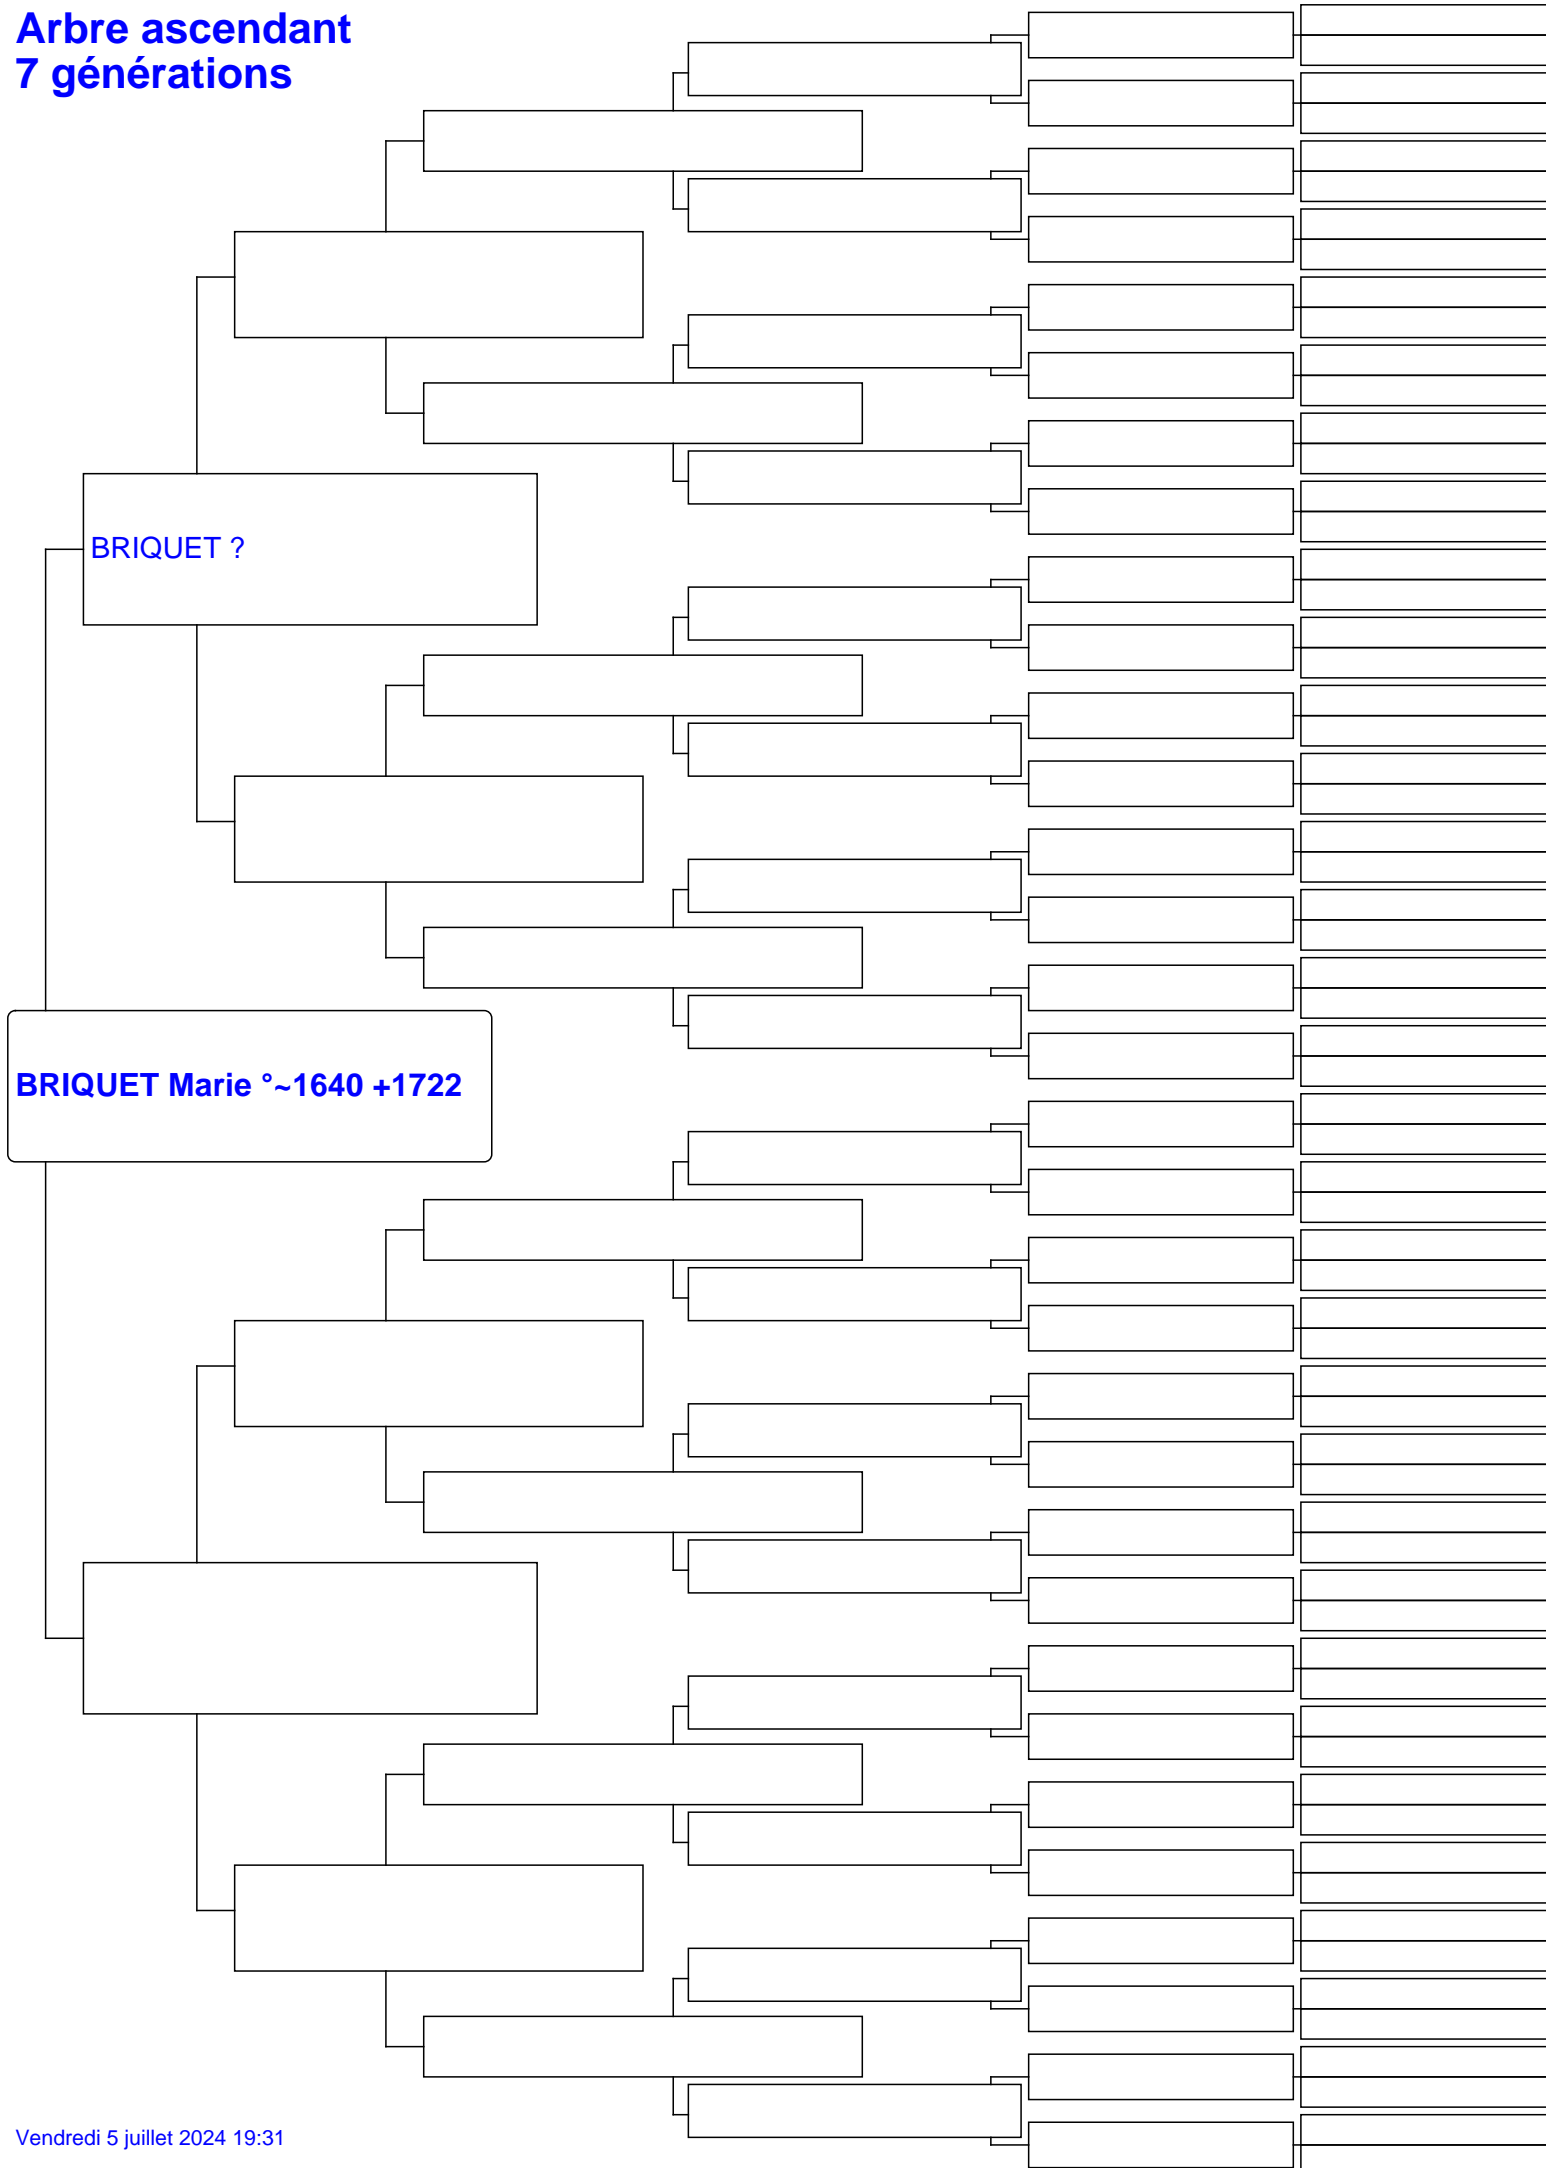 Arbre ascendant
7 générations
BRIQUET ?
BRIQUET Marie °~1640 +1722
Vendredi 5 juillet 2024 19:31